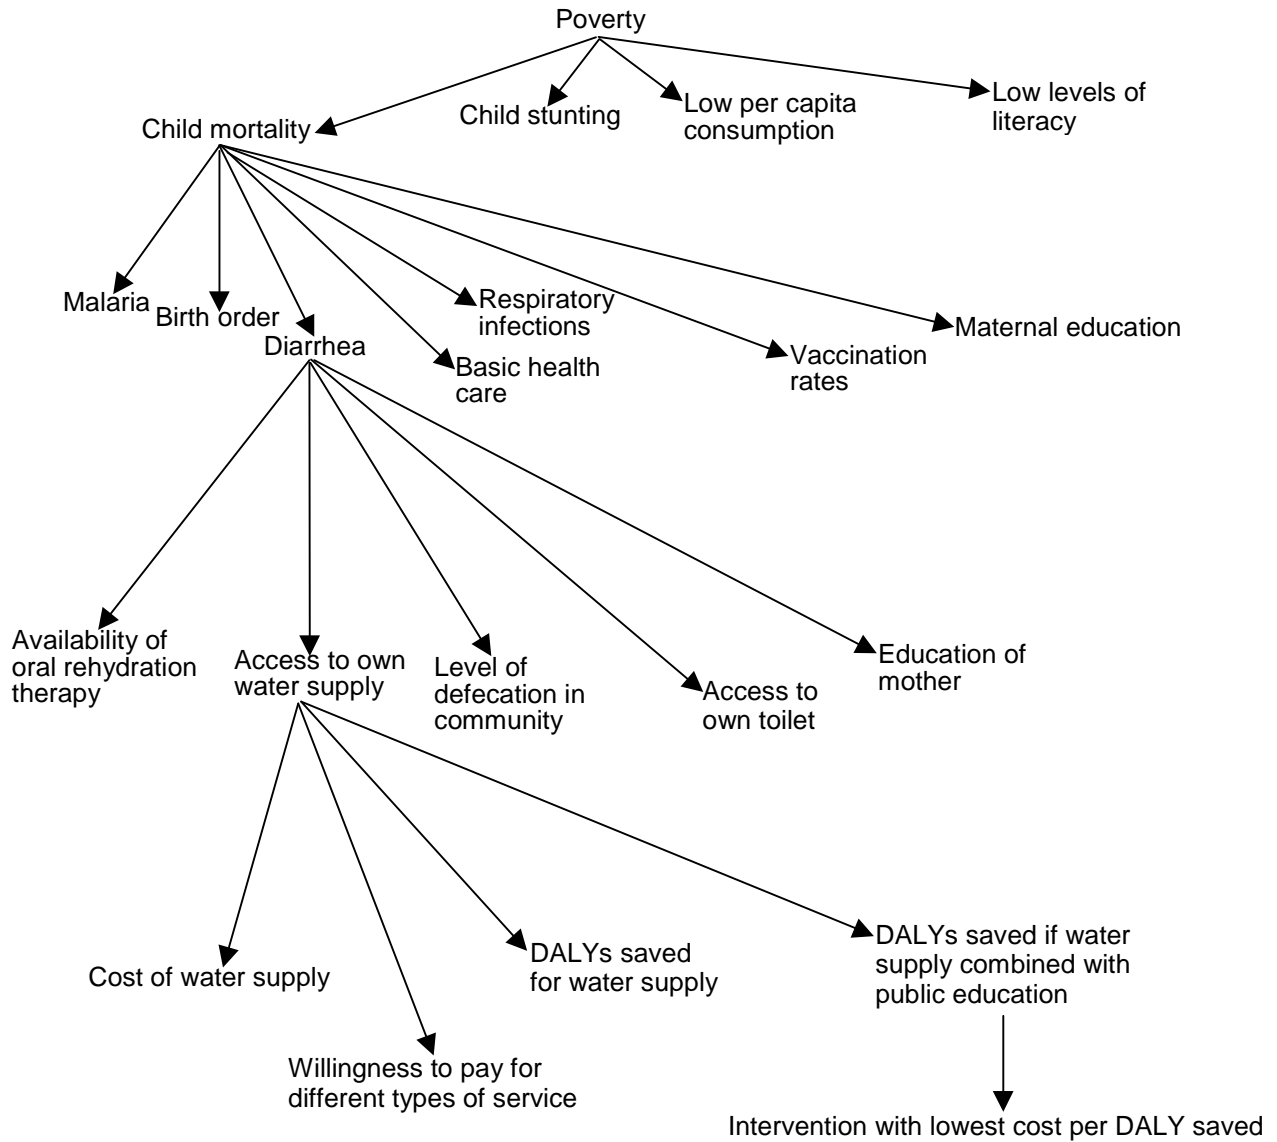 Poverty
Child stunting
Low per capita
consumption
Low levels of
literacy
Child mortality
Malaria
Birth order
Diarrhea
Respiratory
infections
Basic health
care
Vaccination
rates
Maternal education
Availability of
oral rehydration
therapy
Access to own
water supply
Level of
defecation in
community
Access to
own toilet
Education of
mother
Cost of water supply
Willingness to pay for
different types of service
DALYs saved
for water supply
DALYs saved if water
supply combined with
public education
Intervention with lowest cost per DALY saved